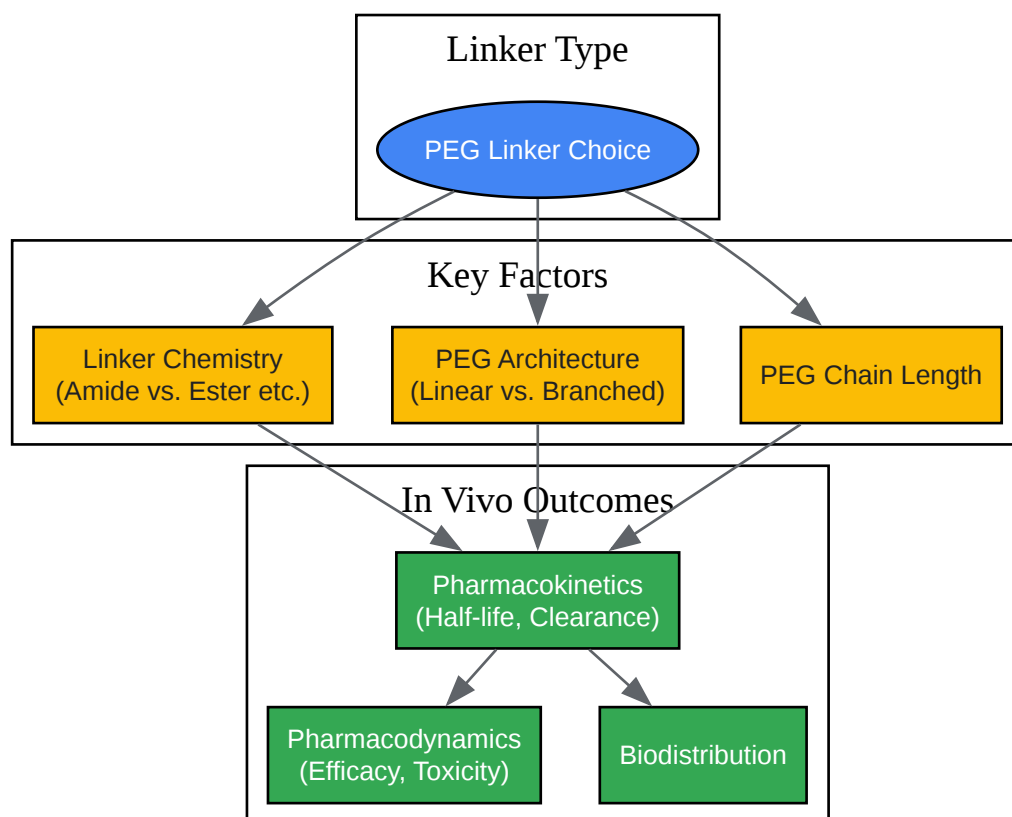 Linker Type
PEG Linker Choice
Key Factors
Linker Chemistry
(Amide vs. Ester etc.)
PEG Architecture
(Linear vs. Branched)
PEG Chain Length
In Vivo Outcomes
Pharmacokinetics
(Half-life, Clearance)
Pharmacodynamics
(Efficacy, Toxicity)
Biodistribution